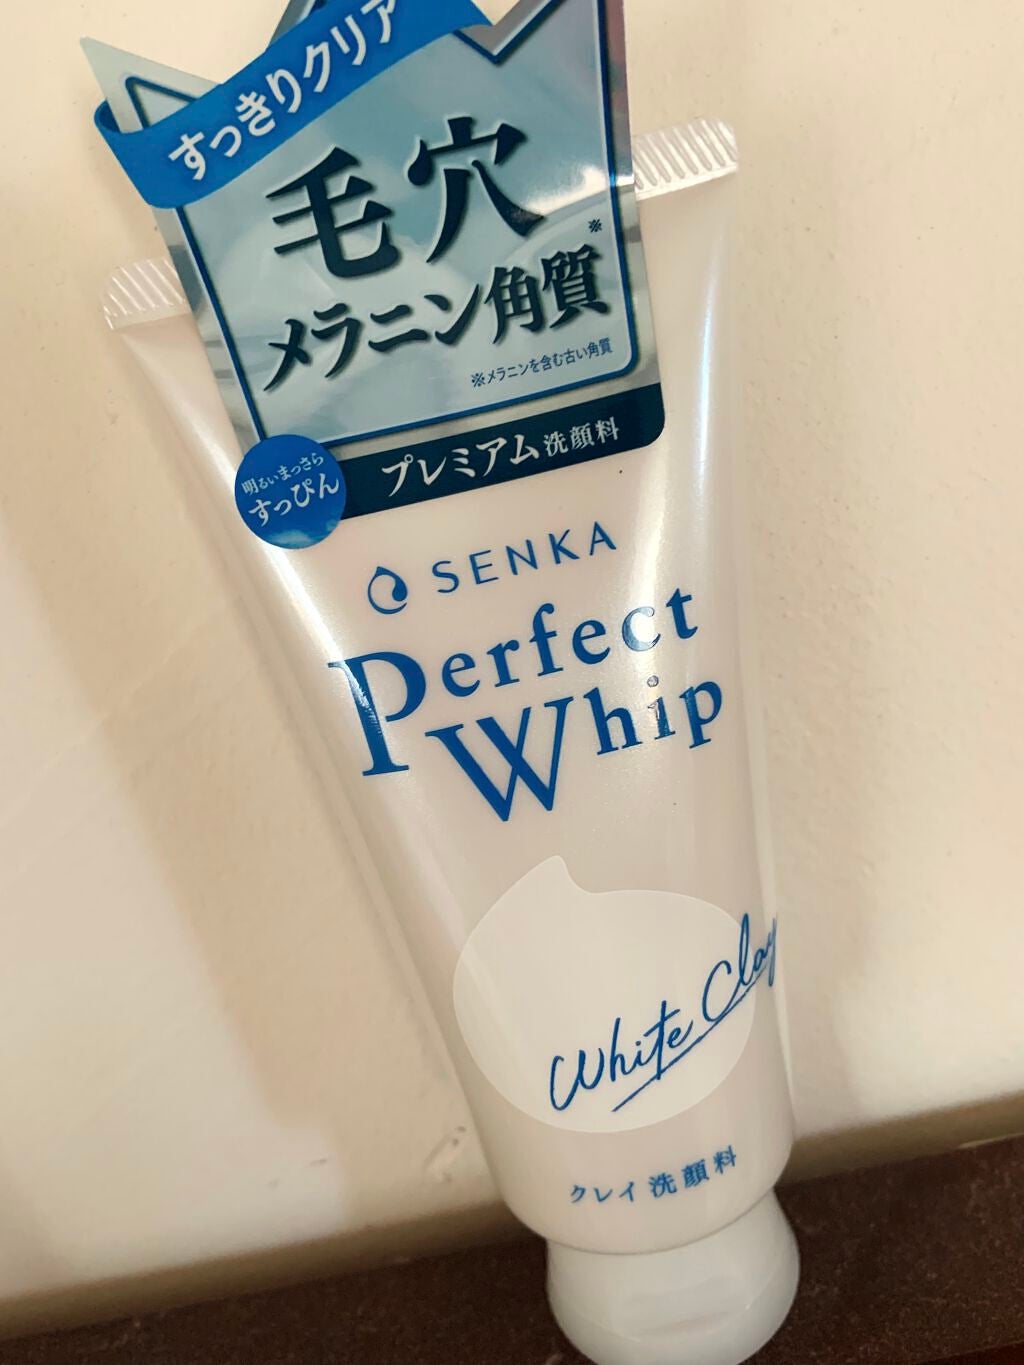 すっきりクリア
毛穴
メラニン角質※
※メラニンを含む古い角質
プレミアム洗顔料
明るいまっさら
すっぴん
SENKA
Perfect
Whip
White Clay
クレイ洗顔料